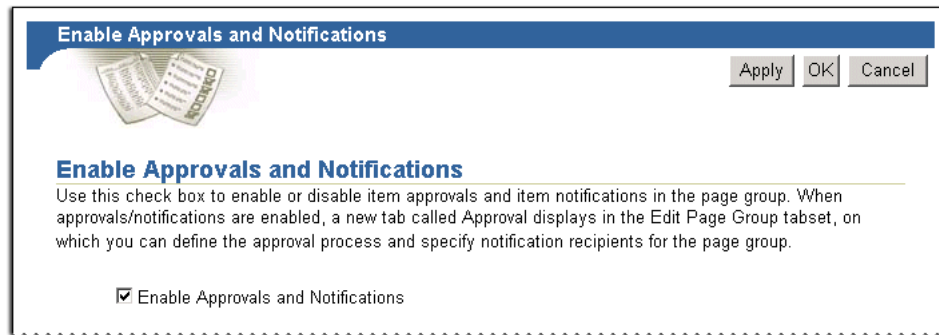 Enable Approvals and Notifications
Apply OK Cancel
Enable Approvals and Notifications
Use this check box to enable or disable item approvals and item notifications in the page group. When
approvals/notifications are enabled, a new tab called Approval displays in the Edit Page Group tabset, on
which you can define the approval process and specify notification recipients for the page group.
Enable Approvals and Notifications